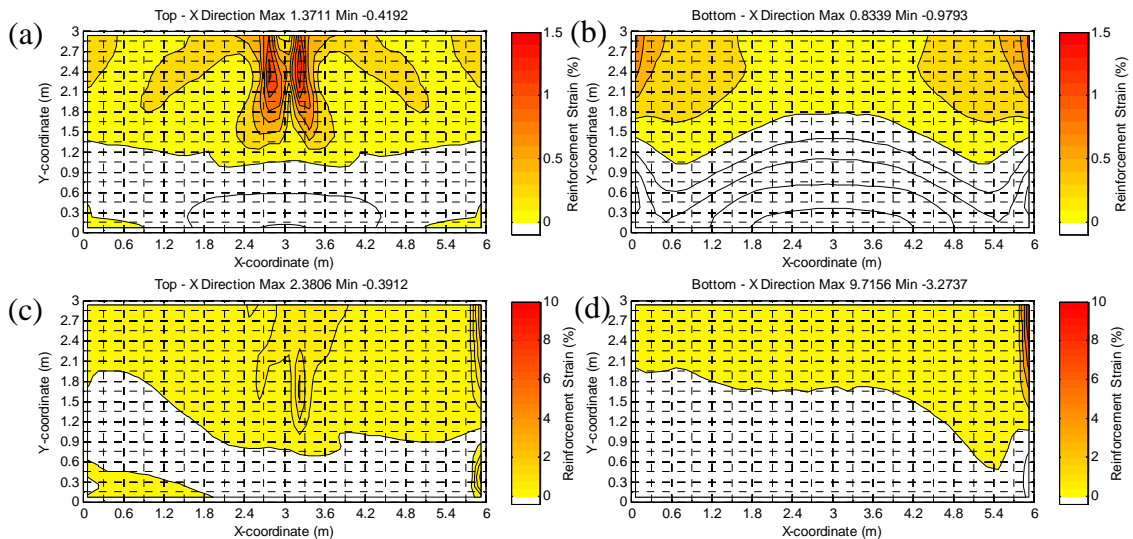 (a)
Top - X Direction Max 1.3711 Min -0.4192
3
2.7
2.4
2.1
1.8
1.5
1.2
0.9
0.6
0.3
0
Y-coordinate (m)
0 0.6 1.2 1.8 2.4 3 3.6 4.2 4.8 5.4 6
X-coordinate (m)
1.5
1
0.5
0
Reinforcement Strain (%)
(b)
Bottom - X Direction Max 0.8339 Min -0.9793
3
2.7
2.4
2.1
1.8
1.5
1.2
0.9
0.6
0.3
0
Y-coordinate (m)
0 0.6 1.2 1.8 2.4 3 3.6 4.2 4.8 5.4 6
X-coordinate (m)
1.5
1
0.5
0
Reinforcement Strain (%)
(c)
Top - X Direction Max 2.3806 Min -0.3912
3
2.7
2.4
2.1
1.8
1.5
1.2
0.9
0.6
0.3
0
Y-coordinate (m)
0 0.6 1.2 1.8 2.4 3 3.6 4.2 4.8 5.4 6
X-coordinate (m)
10
8
6
4
2
0
Reinforcement Strain (%)
(d)
Bottom - X Direction Max 9.7156 Min -3.2737
3
2.7
2.4
2.1
1.8
1.5
1.2
0.9
0.6
0.3
0
Y-coordinate (m)
0 0.6 1.2 1.8 2.4 3 3.6 4.2 4.8 5.4 6
X-coordinate (m)
10
8
6
4
2
0
Reinforcement Strain (%)